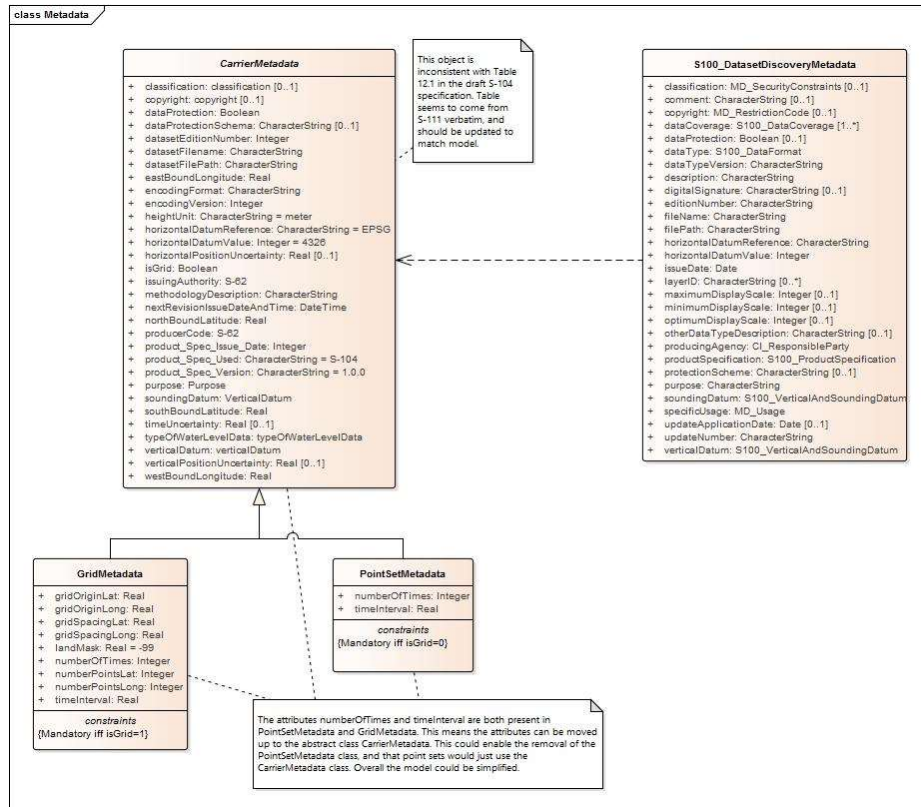 class Metadata
CarrierMetadata
+ classification: classification [0..1]
+ copyright: copyright [0..1]
+ dataProtection: Boolean
+ dataProtectionSchema: CharacterString [0..1]
+ datasetEditionNumber: Integer
+ datasetFilename: CharacterString
+ datasetFilePath: CharacterString
+ eastBoundLongitude: Real
+ encodingFormat: CharacterString
+ encodingVersion: Integer
+ heightUnit: CharacterString = meter
+ horizontalDatumReference: CharacterString = EPSG
+ horizontalDatumValue: Integer = 4326
+ horizontalPositionUncertainty: Real [0..1]
+ isGrid: Boolean
+ issuingAuthority: S-62
+ methodologyDescription: CharacterString
+ nextRevisionIssueDateAndTime: DateTime
+ northBoundLatitude: Real
+ producerCode: S-62
+ product_Spec_Issue_Date: Integer
+ product_Spec_Used: CharacterString = S-104
+ product_Spec_Version: CharacterString = 1.0.0
+ purpose: Purpose
+ soundingDatum: VerticalDatum
+ southBoundLatitude: Real
+ timeUncertainty: Real [0..1]
+ typeOfWaterLevelData: typeOfWaterLevelData
+ verticalDatum: verticalDatum
+ verticalPositionUncertainty: Real [0..1]
+ westBoundLongitude: Real
This object is
inconsistent with Table
12.1 in the draft S-104
specification. Table
seems to come from
S-111 verbatim, and
should be updated to
match model.
S100_DatasetDiscoveryMetadata
+ classification: MD_SecurityConstraints [0..1]
+ comment: CharacterString [0..1]
+ copyright: MD_RestrictionCode [0..1]
+ dataCoverage: S100_DataCoverage [1..*]
+ dataProtection: Boolean [0..1]
+ dataType: S100_DataFormat
+ dataTypeVersion: CharacterString
+ description: CharacterString
+ digitalSignature: CharacterString [0..1]
+ editionNumber: CharacterString
+ fileName: CharacterString
+ filePath: CharacterString
+ horizontalDatumReference: CharacterString
+ horizontalDatumValue: Integer
+ issueDate: Date
+ layerID: CharacterString [0..*]
+ maximumDisplayScale: Integer [0..1]
+ minimumDisplayScale: Integer [0..1]
+ optimumDisplayScale: Integer [0..1]
+ otherDataTypeDescription: CharacterString [0..1]
+ producingAgency: CI_ResponsibleParty
+ productSpecification: S100_ProductSpecification
+ protectionScheme: CharacterString [0..1]
+ purpose: CharacterString
+ soundingDatum: S100_VerticalAndSoundingDatum
+ specificUsage: MD_Usage
+ updateApplicationDate: Date [0..1]
+ updateNumber: CharacterString
+ verticalDatum: S100_VerticalAndSoundingDatum
GridMetadata
+ gridOriginLat: Real
+ gridOriginLong: Real
+ gridSpacingLat: Real
+ gridSpacingLong: Real
+ landMask: Real = -99
+ numberOfTimes: Integer
+ numberPointsLat: Integer
+ numberPointsLong: Integer
+ timeInterval: Real
constraints
{Mandatory iff isGrid=1}
PointSetMetadata
+ numberOfTimes: Integer
+ timeInterval: Real
constraints
{Mandatory iff isGrid=0}
The attributes numberOfTimes and timeInterval are both present in
PointSetMetadata and GridMetadata. This means the attributes can be moved
up to the abstract class CarrierMetadata. This could enable the removal of the
PointSetMetadata class, and that point sets would just use the
CarrierMetadata class. Overall the model could be simplified.